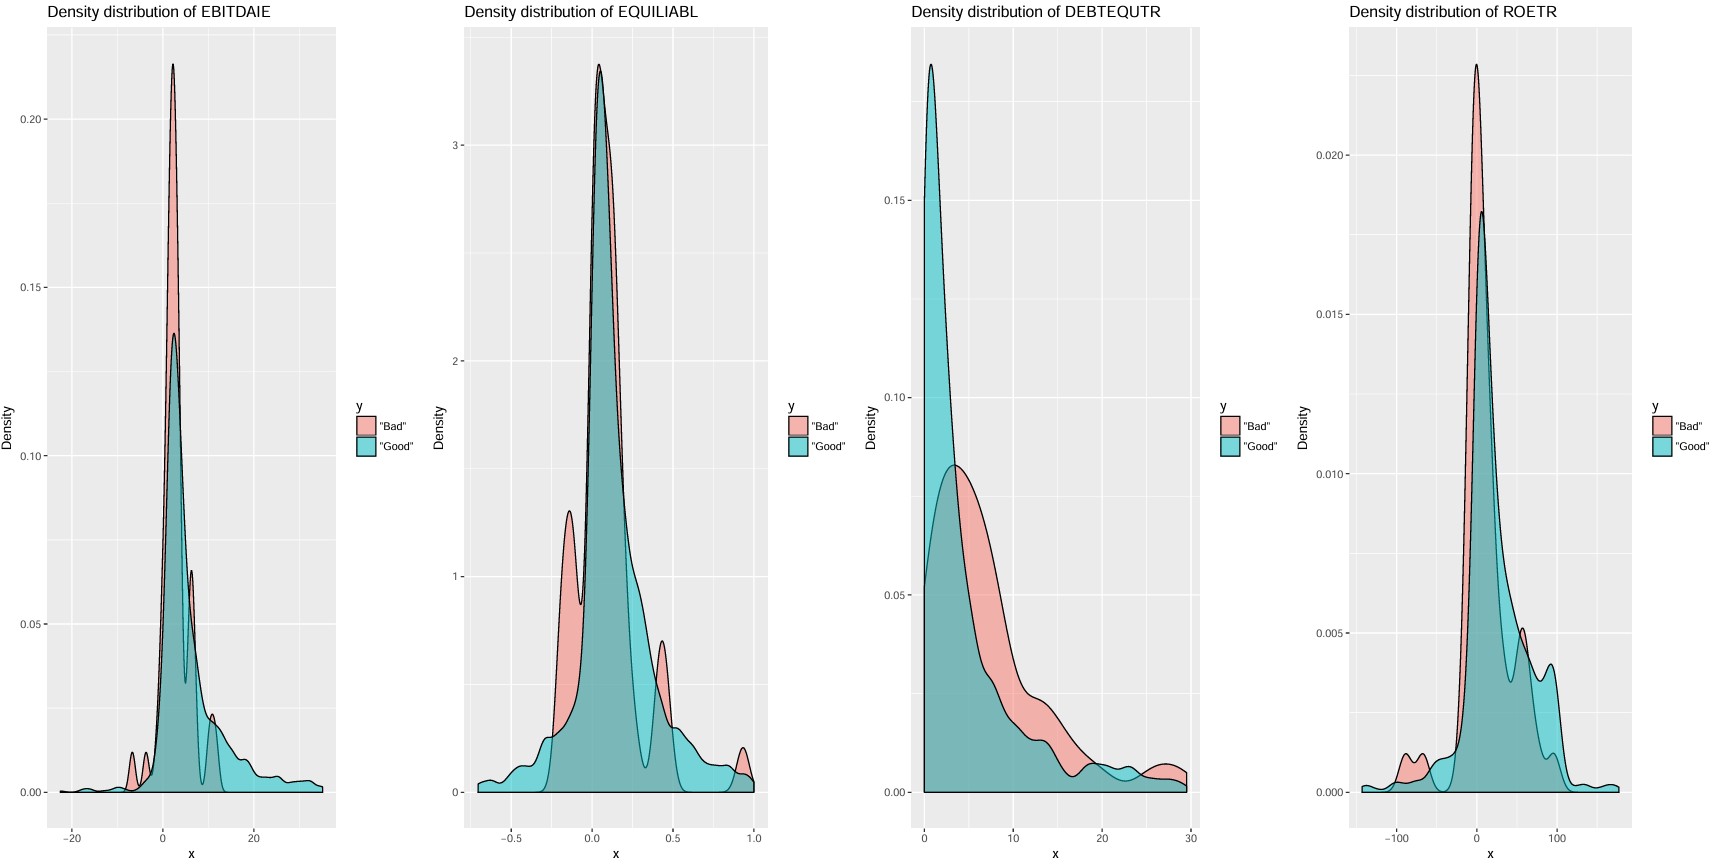 Density distribution of EBITDAIE
Density
0.20
0.15
0.10
0.05
0.00
−20
0
20
x
y
"Bad"
"Good"
Density distribution of EQUILIABL
Density
3
2
1
0
−0.5
0.0
0.5
1.0
x
y
"Bad"
"Good"
Density distribution of DEBTEQUTR
Density
0.15
0.10
0.05
0.00
0
10
20
30
x
y
"Bad"
"Good"
Density distribution of ROETR
Density
0.020
0.015
0.010
0.005
0.000
−100
0
100
x
y
"Bad"
"Good"